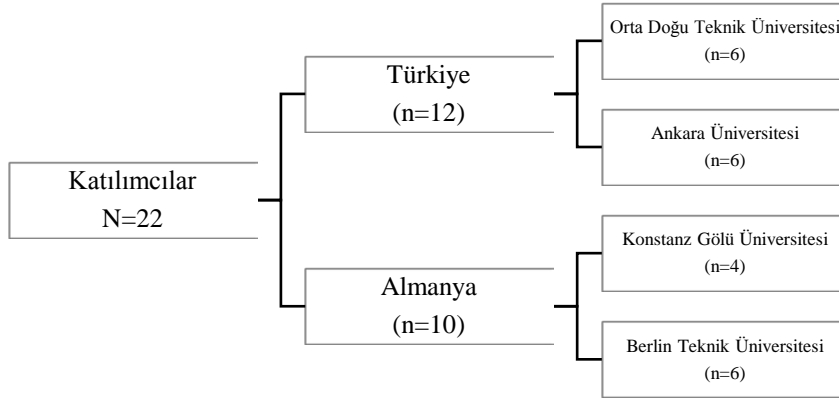 Katılımcılar
N=22
Türkiye
(n=12)
Orta Doğu Teknik Üniversitesi
(n=6)
Ankara Üniversitesi
(n=6)
Almanya
(n=10)
Konstanz Gölü Üniversitesi
(n=4)
Berlin Teknik Üniversitesi
(n=6)